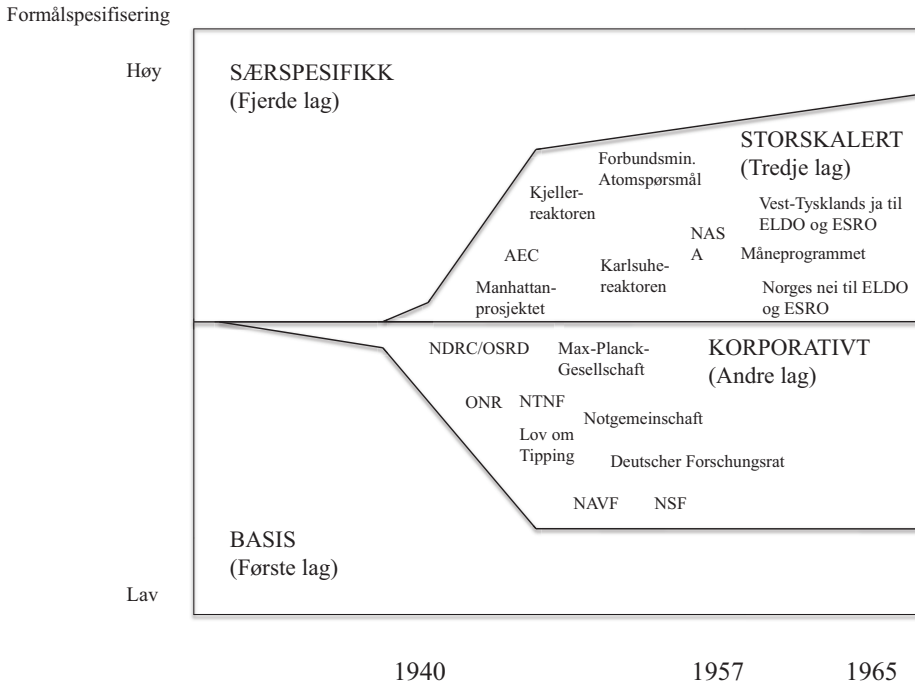 Formålspesifisering
Høy
SÆRSPESIFIKK
(Fjerde lag)
STORSKALERT
(Tredje lag)
Forbundsmin.
Atomspørsmål
Kjeller-
reaktoren
Vest-Tysklands ja til
ELDO og ESRO
NAS
A
AEC
Måneprogrammet
Karlsuhe-
reaktoren
Manhattan-
prosjektet
Norges nei til ELDO
og ESRO
NDRC/OSRD
Max-Planck-
Gesellschaft
KORPORATIVT
(Andre lag)
ONR
NTNF
Notgemeinschaft
Lov om
Tipping
Deutscher Forschungsrat
NAVF
NSF
BASIS
(Første lag)
Lav
1940
1957
1965